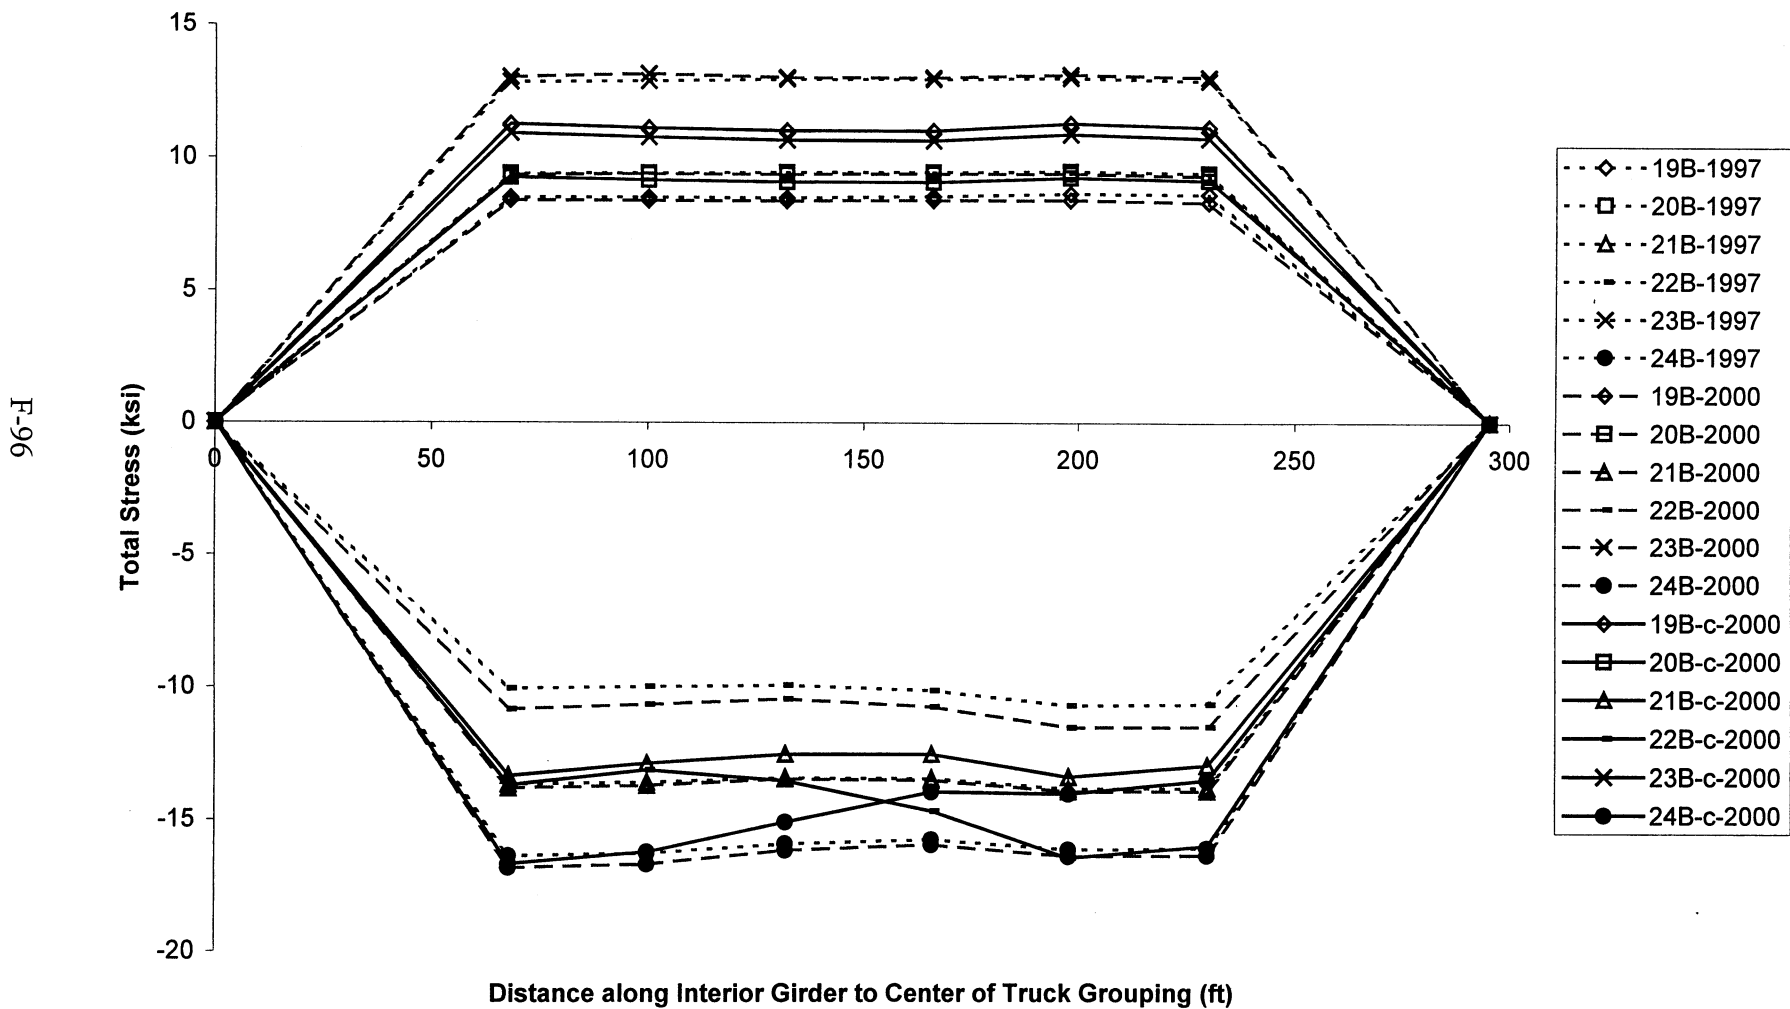 F-96
Total Stress (ksi)
15
10
5
0
-5
-10
-15
-20
0 50 100 150 200 250 300
Distance along Interior Girder to Center of Truck Grouping (ft)
19B-1997
20B-1997
21B-1997
22B-1997
23B-1997
24B-1997
19B-2000
20B-2000
21B-2000
22B-2000
23B-2000
24B-2000
19B-c-2000
20B-c-2000
21B-c-2000
22B-c-2000
23B-c-2000
24B-c-2000